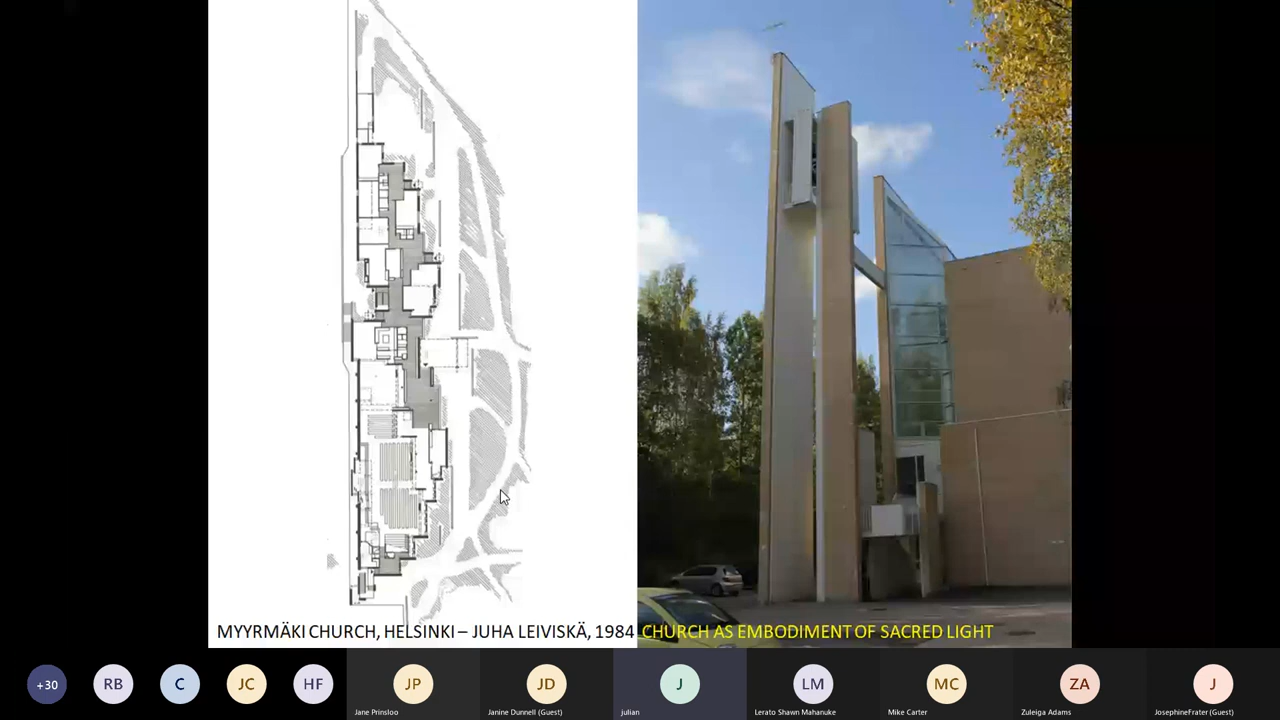 MYYRMÄKI CHURCH, HELSINKI – JUHA LEIVISKÄ, 1984 CHURCH AS EMBODIMENT OF SACRED LIGHT
+30 RB C JC HF JP JD J LM MC ZA J
Jane Prinsloo Janine Dunnell (Guest) julian Lerato Shawn Mahanuke Mike Carter Zuleiga Adams JosephineFrater (Guest)